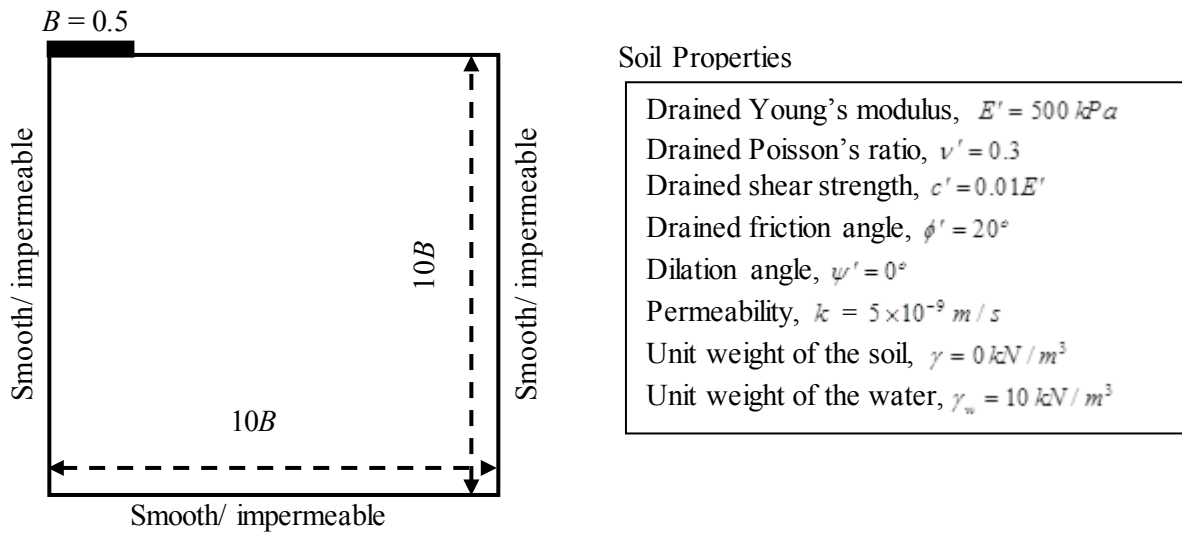 B = 0.5
Smooth/ impermeable
10B
10B
Smooth/ impermeable
Smooth/ impermeable
Soil Properties
Drained Young's modulus, E′ = 500 kPa
Drained Poisson's ratio, ν′ = 0.3
Drained shear strength, c′ = 0.01E′
Drained friction angle, ϕ′ = 20°
Dilation angle, ψ′ = 0°
Permeability, k = 5×10⁻⁹ m/s
Unit weight of the soil, γ = 0 kN/m³
Unit weight of the water, γw = 10 kN/m³